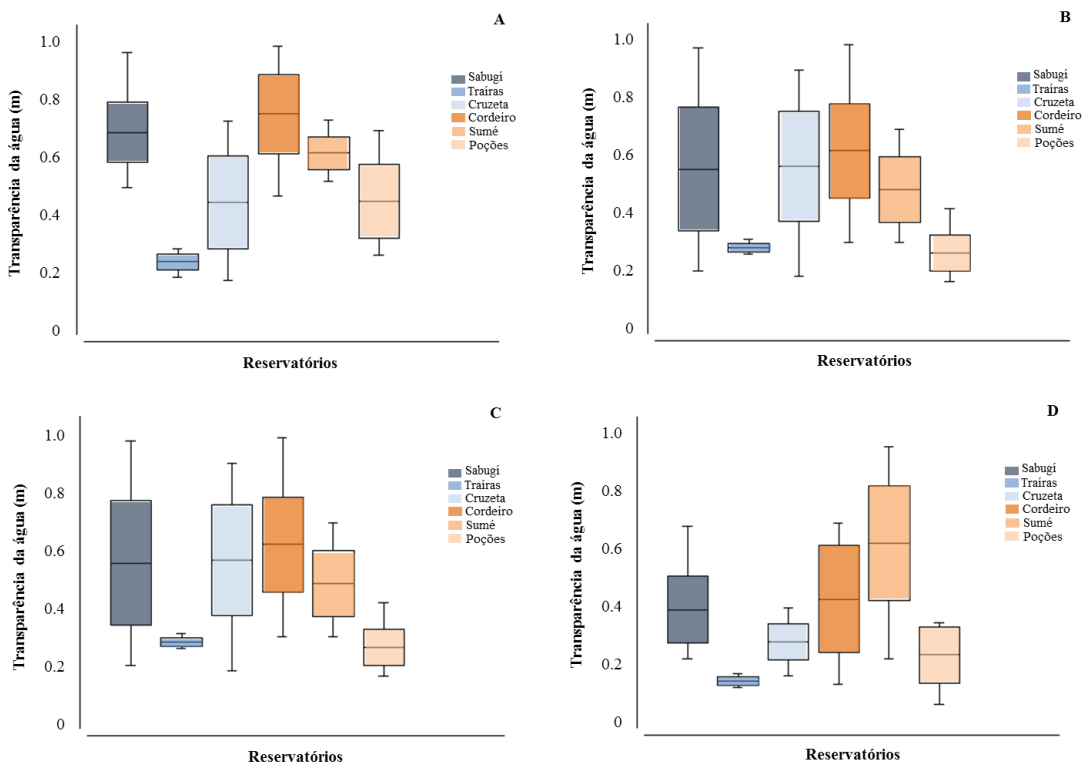 A
Transparência da água (m)
1.0
0.8
0.6
0.4
0.2
0
Sabugí
Traíras
Cruzeta
Cordeiro
Sumé
Poções
Reservatórios
B
Transparência da água (m)
1.0
0.8
0.6
0.4
0.2
0
Sabugí
Traíras
Cruzeta
Cordeiro
Sumé
Poções
Reservatórios
C
Transparência da água (m)
1.0
0.8
0.6
0.4
0.2
0
Sabugí
Traíras
Cruzeta
Cordeiro
Sumé
Poções
Reservatórios
D
Transparência da água (m)
1.0
0.8
0.6
0.4
0.2
0
Sabugí
Traíras
Cruzeta
Cordeiro
Sumé
Poções
Reservatórios